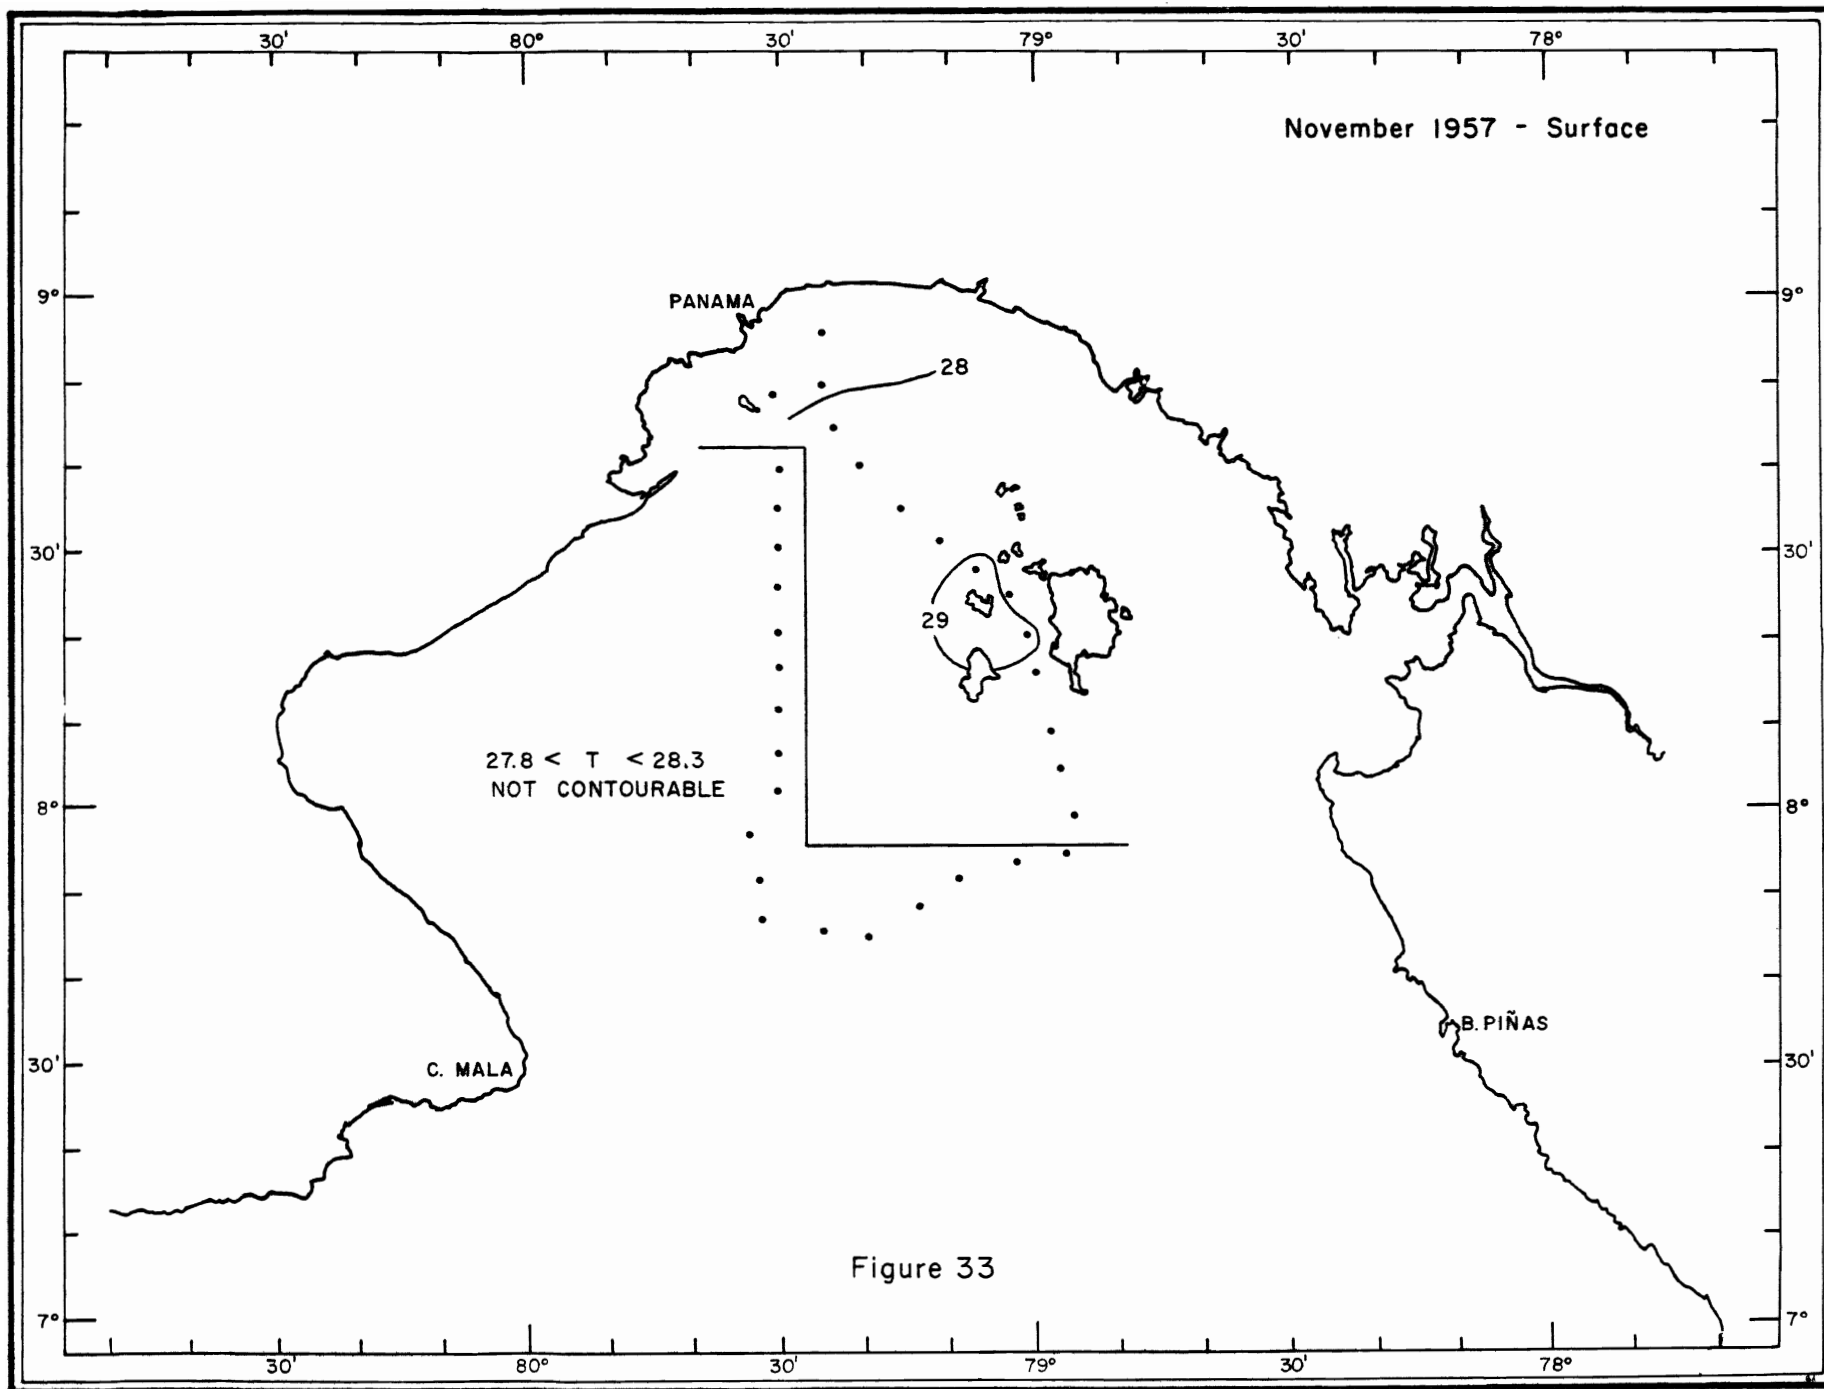 30' 80° 30' 79° 30' 78°
November 1957 - Surface
9° 9°
PANAMA
28
30' 30'
29
27.8 < T < 28.3
NOT CONTOURABLE
8° 8°
B. PIÑAS
30' 30'
C. MALA
Figure 33
7° 7°
30' 80° 30' 79° 30' 78°